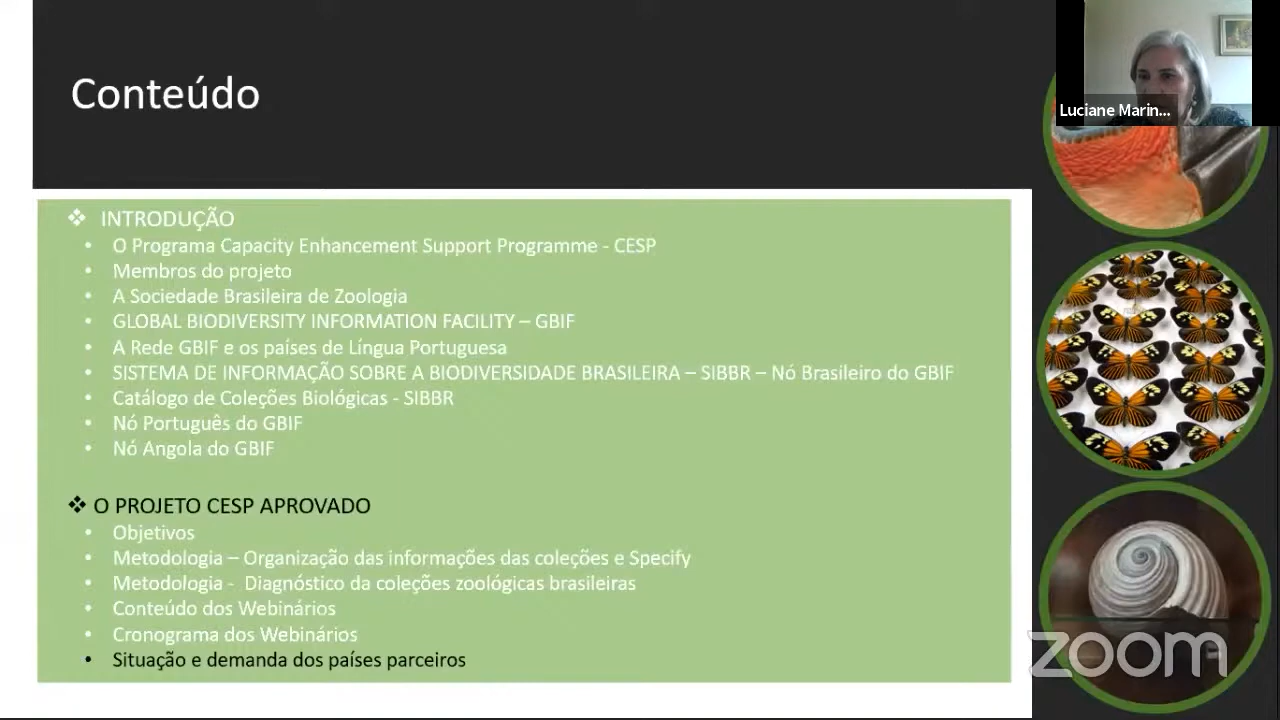 Conteúdo
Luciane Marin...
❖ INTRODUÇÃO
• O Programa Capacity Enhancement Support Programme - CESP
• Membros do projeto
• A Sociedade Brasileira de Zoologia
• GLOBAL BIODIVERSITY INFORMATION FACILITY – GBIF
• A Rede GBIF e os países de Língua Portuguesa
• SISTEMA DE INFORMAÇÃO SOBRE A BIODIVERSIDADE BRASILEIRA – SIBBR – Nó Brasileiro do GBIF
• Catálogo de Coleções Biológicas - SIBBR
• Nó Português do GBIF
• Nó Angola do GBIF
❖ O PROJETO CESP APROVADO
• Objetivos
• Metodologia – Organização das informações das coleções e Specify
• Metodologia - Diagnóstico da coleções zoológicas brasileiras
• Conteúdo dos Webinários
• Cronograma dos Webinários
• Situação e demanda dos países parceiros
zoom